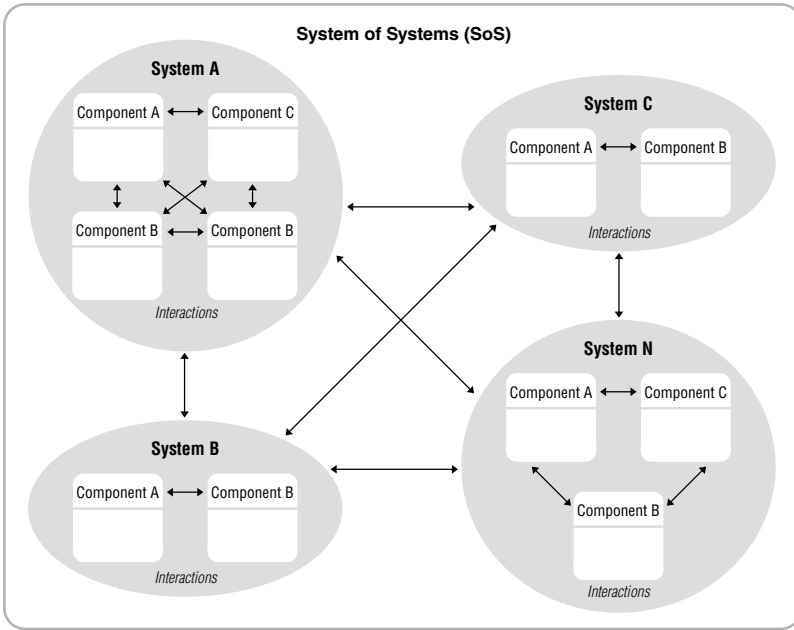 System of Systems (SoS)
System A
Component A
Component C
Component B
Component B
Interactions
System C
Component A
Component B
Interactions
System B
Component A
Component B
Interactions
System N
Component A
Component C
Component B
Interactions